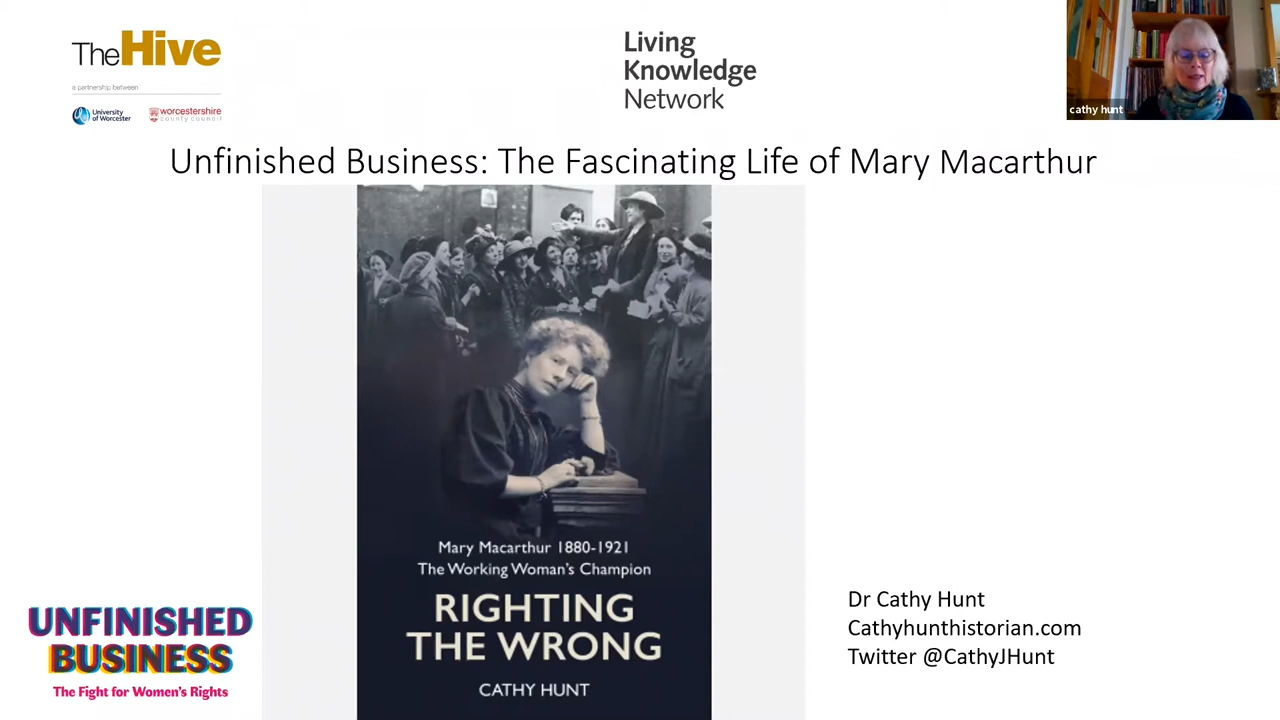 TheHive
a partnership between
University of Worcester
worcestershire
county council
Living
Knowledge
Network
cathy hunt
Unfinished Business: The Fascinating Life of Mary Macarthur
Mary Macarthur 1880-1921
The Working Woman's Champion
RIGHTING
THE WRONG
CATHY HUNT
UNFINISHED
BUSINESS
The Fight for Women's Rights
Dr Cathy Hunt
Cathyhunthistorian.com
Twitter @CathyJHunt